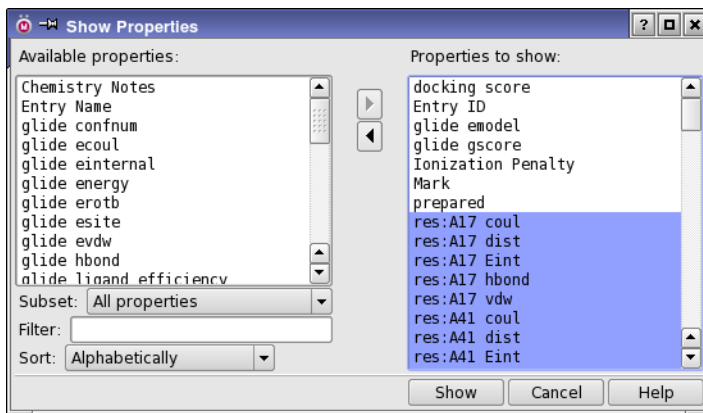 Show Properties
?
Available properties:
Chemistry Notes
Entry Name
glide confnum
glide ecoul
glide einternal
glide energy
glide erotb
glide esite
glide evdw
glide hbond
glide ligand efficiency
Subset: All properties
Filter:
Sort: Alphabetically
Properties to show:
docking score
Entry ID
glide emodel
glide gscore
Ionization Penalty
Mark
prepared
res:A17 coul
res:A17 dist
res:A17 Eint
res:A17 hbond
res:A17 vdw
res:A41 coul
res:A41 dist
res:A41 Eint
Show
Cancel
Help